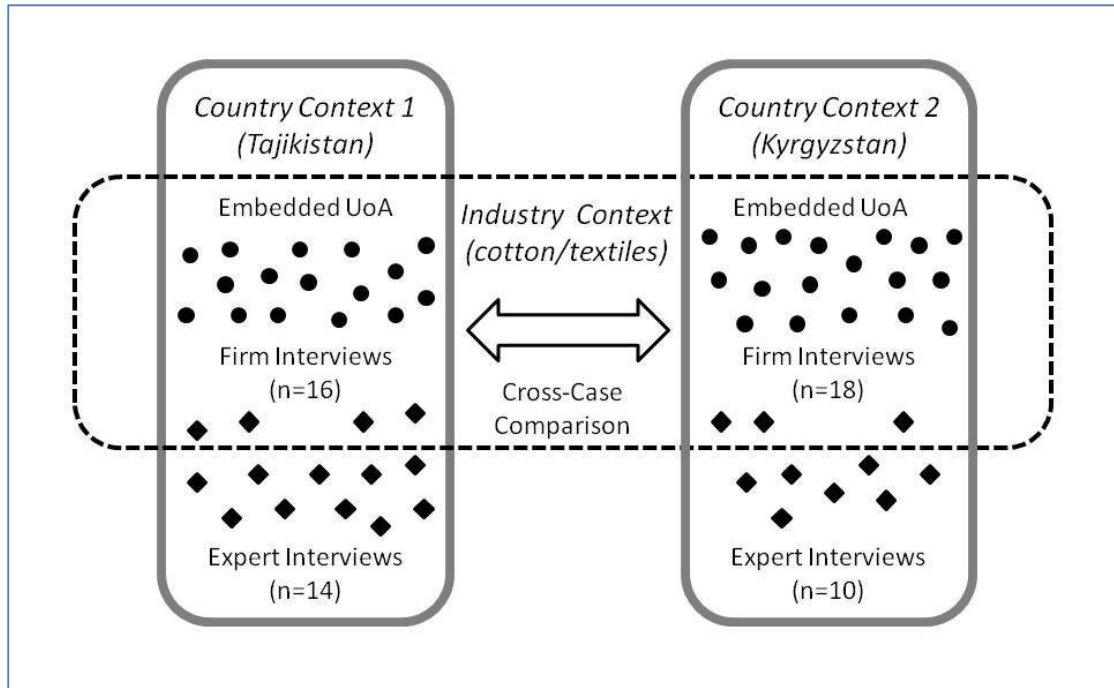 Country Context 1
(Tajikistan)
Country Context 2
(Kyrgyzstan)
Embedded UoA
Industry Context
(cotton/textiles)
Embedded UoA
Firm Interviews
(n=16)
Cross-Case
Comparison
Firm Interviews
(n=18)
Expert Interviews
(n=14)
Expert Interviews
(n=10)